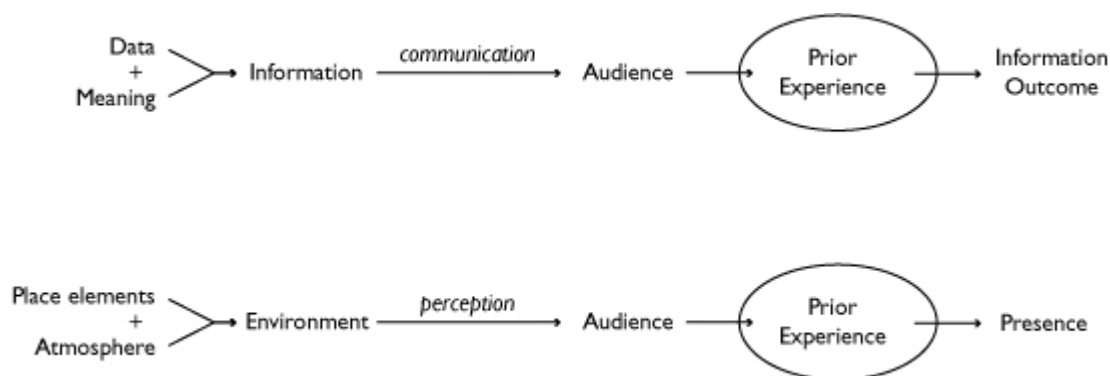 Data
+
Meaning
Information
communication
Audience
Prior
Experience
Information
Outcome
Place elements
+
Atmosphere
Environment
perception
Audience
Prior
Experience
Presence